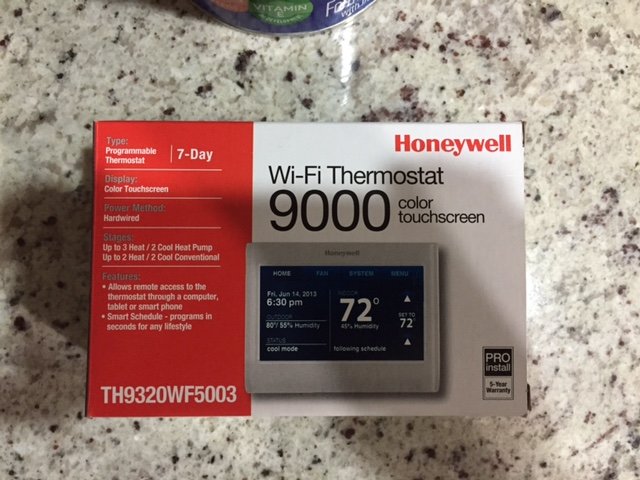 VITAMIN
E
Type:
Programmable
Thermostat
7-Day
Display:
Color Touchscreen
Power Method:
Hardwired
Stages:
Up to 3 Heat / 2 Cool Heat Pump
Up to 2 Heat / 2 Cool Conventional
Features:
• Allows remote access to the
thermostat through a computer,
tablet or smart phone
• Smart Schedule - programs in
seconds for any lifestyle
TH9320WF5003
Honeywell
Wi-Fi Thermostat
9000 color
touchscreen
Honeywell
HOME FAN SYSTEM MENU
Fri, Jun 14, 2013
6:30 pm
OUTDOOR
80°/ 55% Humidity
STATUS
cool mode
INDOOR
72°
45% Humidity
following schedule
SET TO
72°
PRO
install
5-Year
Warranty